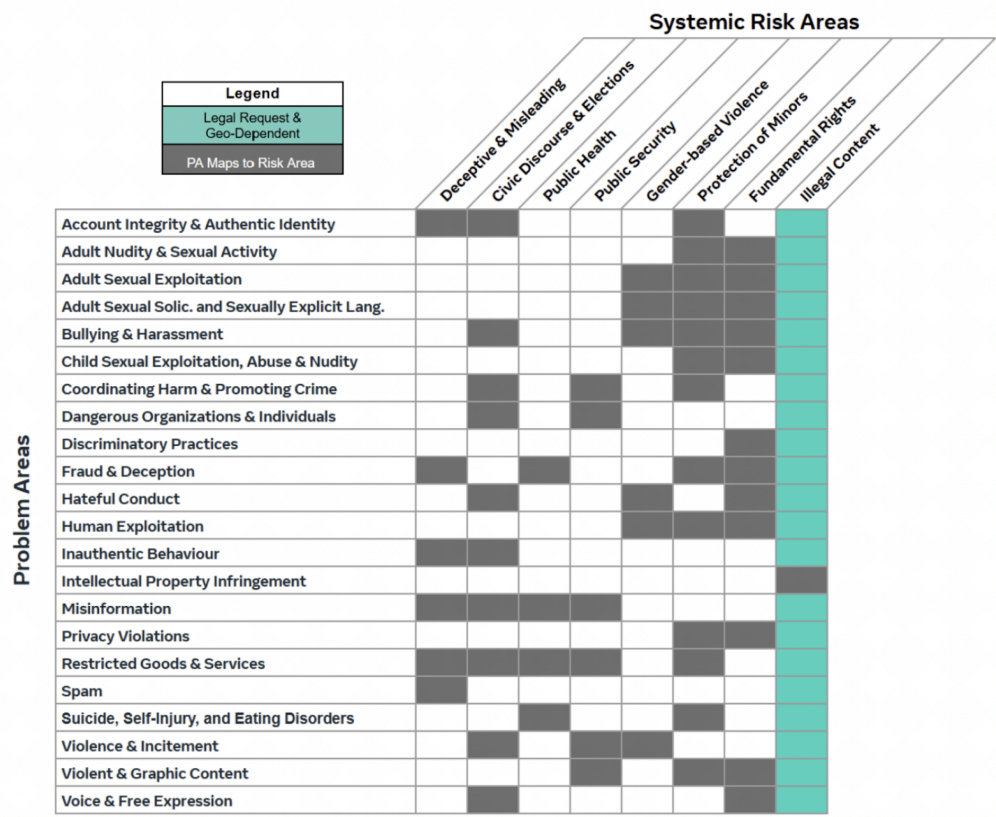 Systemic Risk Areas
Legend
Legal Request &
Geo-Dependent
PA Maps to Risk Area
Deceptive & Misleading
Civic Discourse & Elections
Public Health
Public Security
Gender-based Violence
Protection of Minors
Fundamental Rights
Illegal Content
Problem Areas
Account Integrity & Authentic Identity
Adult Nudity & Sexual Activity
Adult Sexual Exploitation
Adult Sexual Solic. and Sexually Explicit Lang.
Bullying & Harassment
Child Sexual Exploitation, Abuse & Nudity
Coordinating Harm & Promoting Crime
Dangerous Organizations & Individuals
Discriminatory Practices
Fraud & Deception
Hateful Conduct
Human Exploitation
Inauthentic Behaviour
Intellectual Property Infringement
Misinformation
Privacy Violations
Restricted Goods & Services
Spam
Suicide, Self-Injury, and Eating Disorders
Violence & Incitement
Violent & Graphic Content
Voice & Free Expression